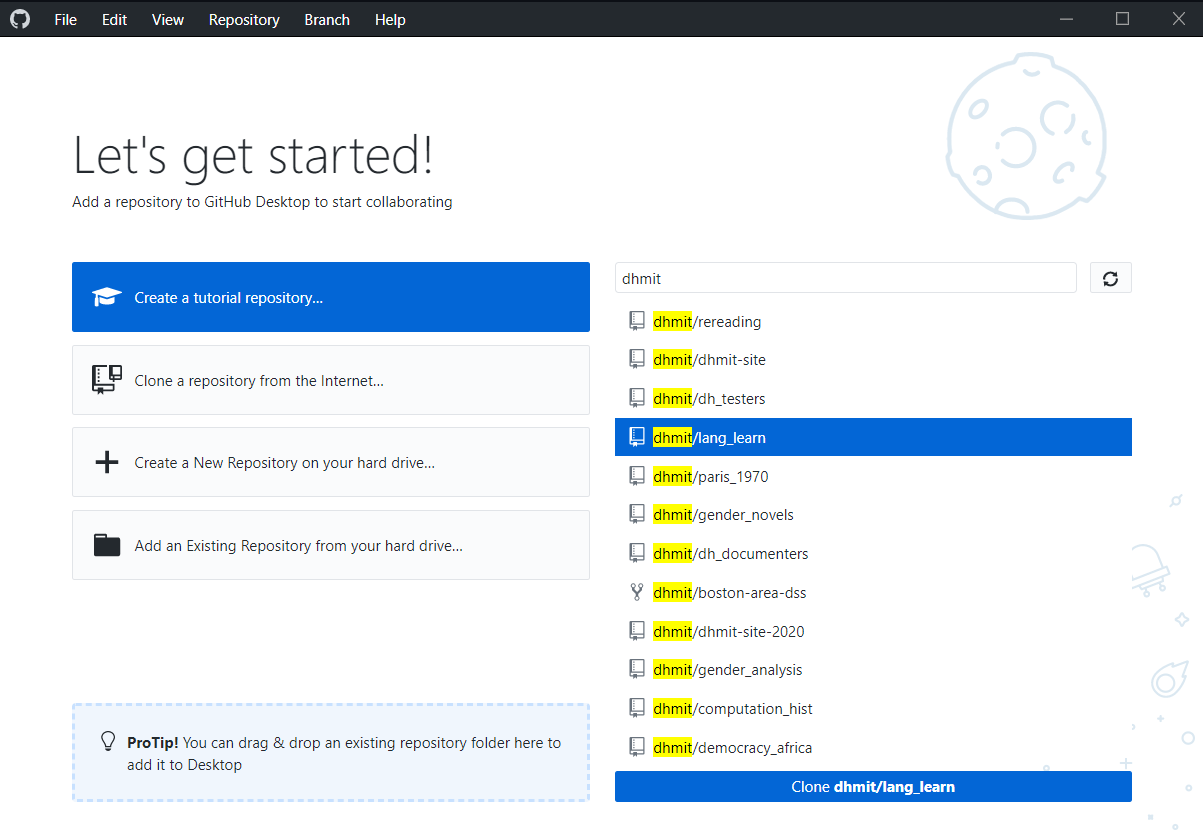 File Edit View Repository Branch Help
Let's get started!
Add a repository to GitHub Desktop to start collaborating
Create a tutorial repository...
Clone a repository from the Internet...
Create a New Repository on your hard drive...
Add an Existing Repository from your hard drive...
ProTip! You can drag & drop an existing repository folder here to
add it to Desktop
dhmit
dhmit/rereading
dhmit/dhmit-site
dhmit/dh_testers
dhmit/lang_learn
dhmit/paris_1970
dhmit/gender_novels
dhmit/dh_documenters
dhmit/boston-area-dss
dhmit/dhmit-site-2020
dhmit/gender_analysis
dhmit/computation_hist
dhmit/democracy_africa
Clone dhmit/lang_learn